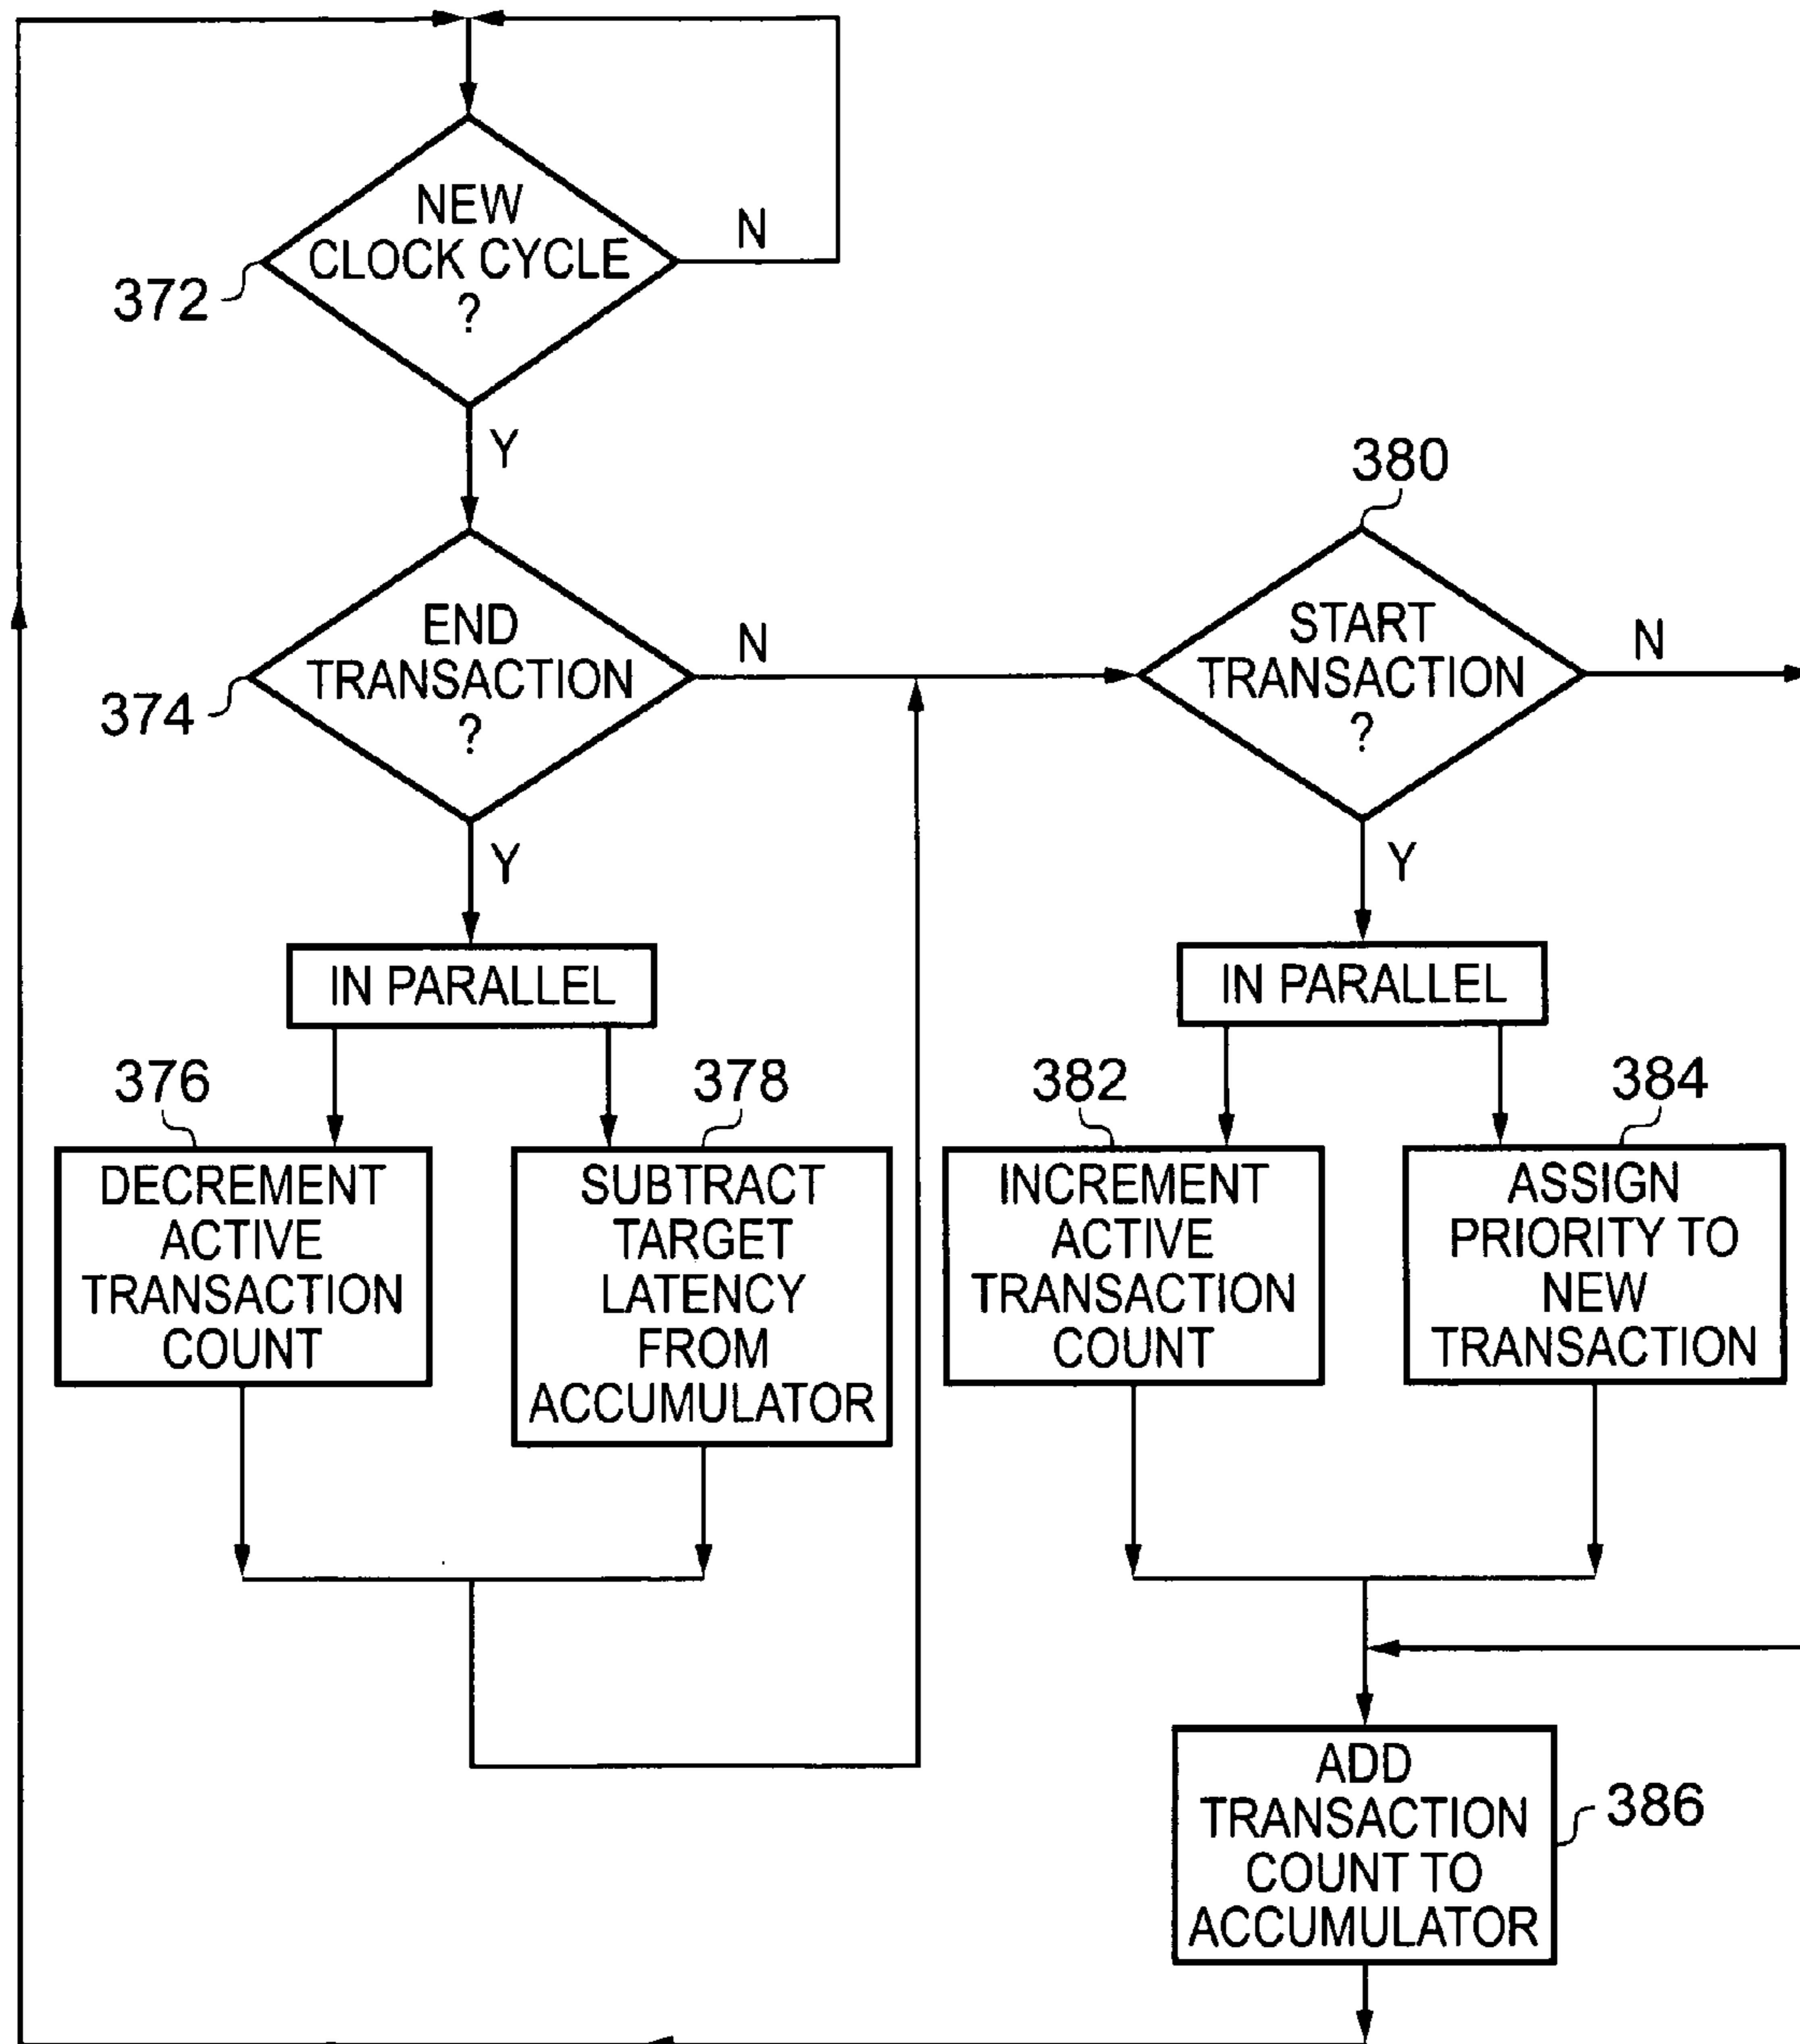 NEW
CLOCK CYCLE
?
N
372
Y
380
END
TRANSACTION
?
N
374
START
TRANSACTION
?
N
Y
Y
IN PARALLEL
IN PARALLEL
376
378
382
384
DECREMENT
ACTIVE
TRANSACTION
COUNT
SUBTRACT
TARGET
LATENCY
FROM
ACCUMULATOR
INCREMENT
ACTIVE
TRANSACTION
COUNT
ASSIGN
PRIORITY TO
NEW
TRANSACTION
ADD
TRANSACTION
COUNT TO
ACCUMULATOR
386